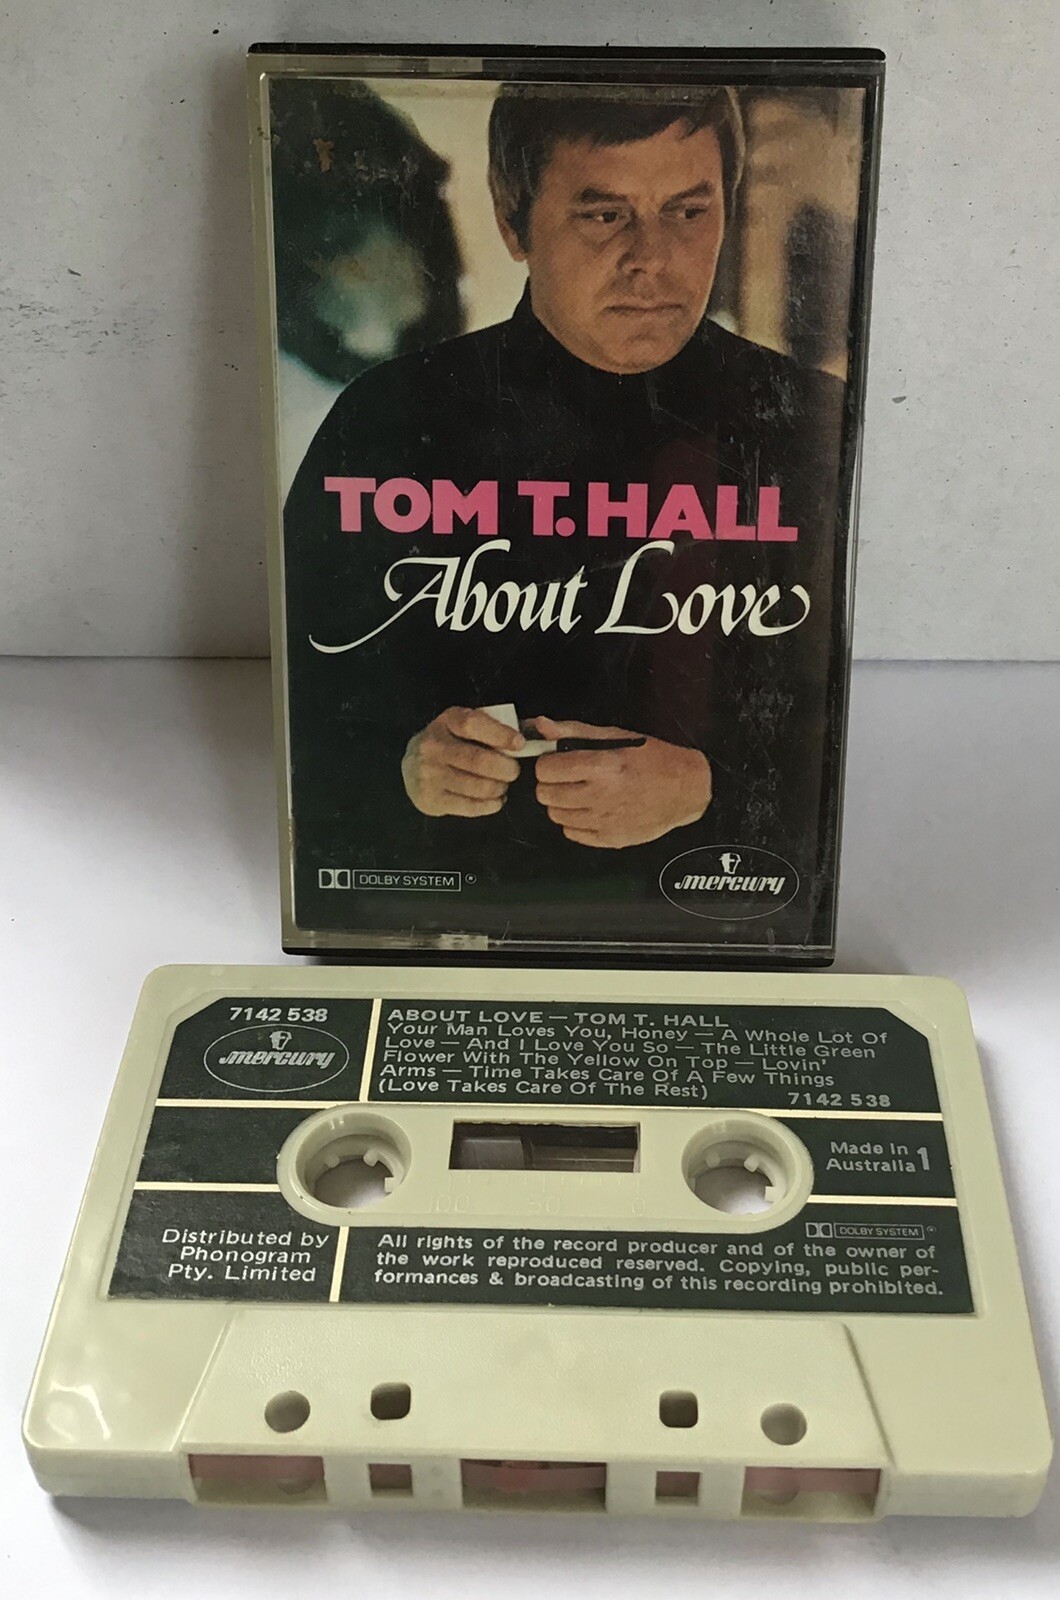 TOM T. HALL
About Love
DOLBY SYSTEM ®
mercury
7142 538
mercury
ABOUT LOVE — TOM T. HALL
Your Man Loves You, Honey — A Whole Lot Of
Love — And I Love You So — The Little Green
Flower With The Yellow On Top — Lovin'
Arms — Time Takes Care Of A Few Things
(Love Takes Care Of The Rest)
7142 538
Made in
Australia 1
100 50 0
Distributed by
Phonogram
Pty. Limited
DOLBY SYSTEM ®
All rights of the record producer and of the owner of
the work reproduced reserved. Copying, public per-
formances & broadcasting of this recording prohibited.